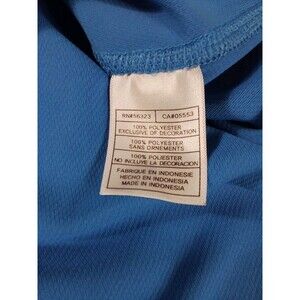 RN#56323 CA#05553
100% POLYESTER
EXCLUSIVE OF DECORATION
100% POLYESTER
SANS ORNEMENTS
100% POLIESTER
NO INCLUYE LA DECORACION
FABRIQUE EN INDONESIE
HECHO EN INDONESIA
MADE IN INDONESIA